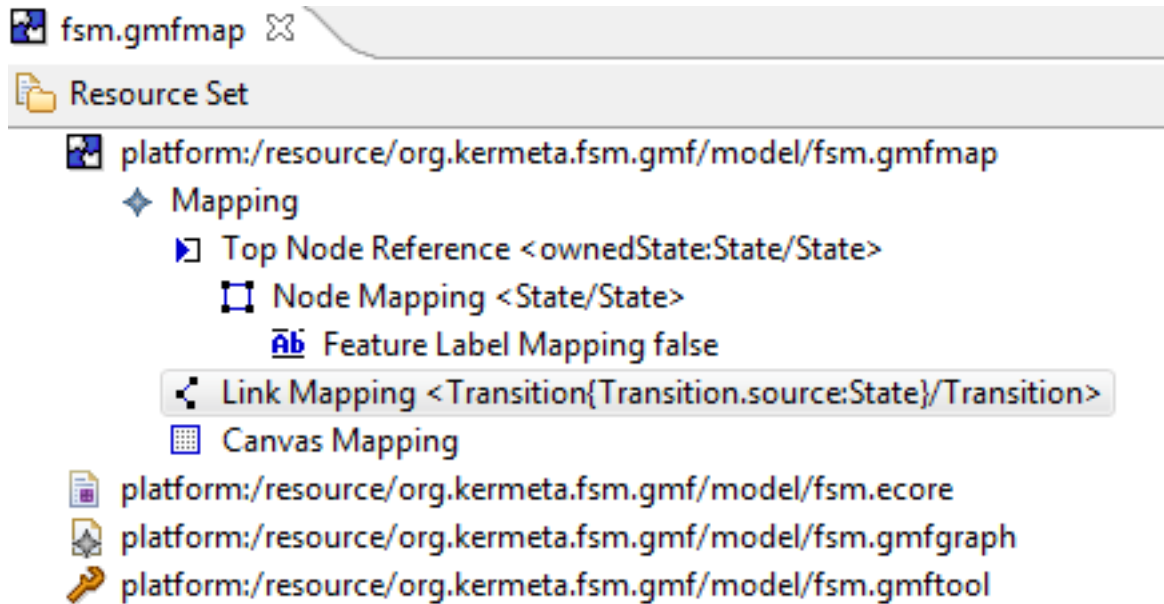 fsm.gmfmap
Resource Set
platform:/resource/org.kermeta.fsm.gmf/model/fsm.gmfmap
Mapping
Top Node Reference <ownedState:State/State>
Node Mapping <State/State>
Ab Feature Label Mapping false
Link Mapping <Transition{Transition.source:State}/Transition>
Canvas Mapping
platform:/resource/org.kermeta.fsm.gmf/model/fsm.ecore
platform:/resource/org.kermeta.fsm.gmf/model/fsm.gmfgraph
platform:/resource/org.kermeta.fsm.gmf/model/fsm.gmftool